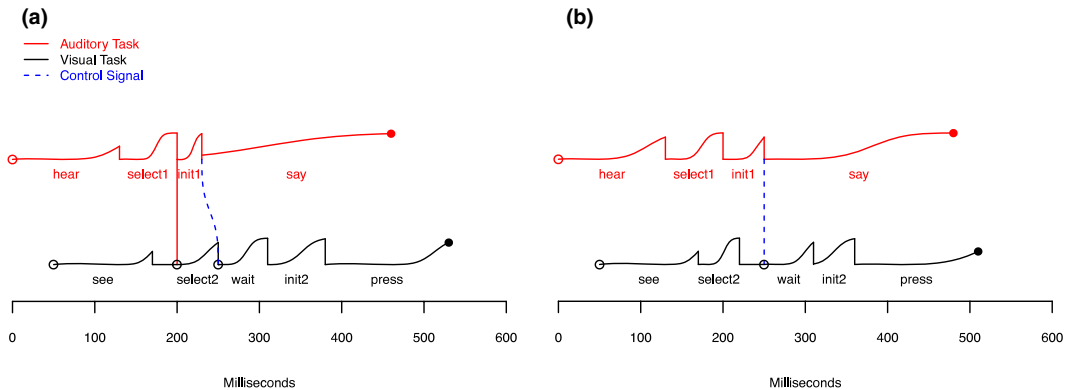 (a)
Auditory Task
Visual Task
Control Signal
hear select1 init1 say
see select2 wait init2 press
0 100 200 300 400 500 600
Milliseconds
(b)
hear select1 init1 say
see select2 wait init2 press
0 100 200 300 400 500 600
Milliseconds